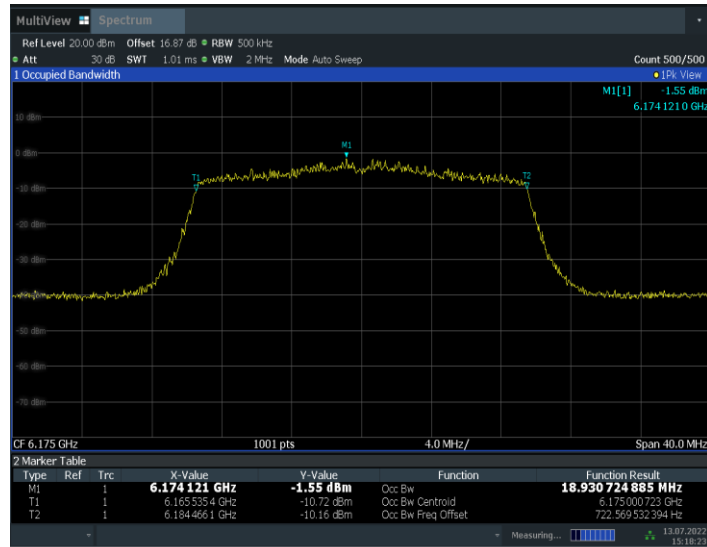 MultiView Spectrum
Ref Level 20.00 dBm Offset 16.87 dB RBW 500 kHz
Att 30 dB SWT 1.01 ms VBW 2 MHz Mode Auto Sweep Count 500/500
1 Occupied Bandwidth 1Pk View
M1[1] -1.55 dBm
6.174 121 0 GHz
10 dBm
0 dBm
M1
T1
T2
-10 dBm
-20 dBm
-30 dBm
-50 dBm
-60 dBm
-70 dBm
CF 6.175 GHz 1001 pts 4.0 MHz/ Span 40.0 MHz
2 Marker Table
Type Ref Trc X-Value Y-Value Function Function Result
M1 1 6.174 121 GHz -1.55 dBm Occ Bw 18.930 724 885 MHz
T1 1 6.165 535 4 GHz -10.72 dBm Occ Bw Centroid 6.175 000 723 GHz
T2 1 6.184 466 1 GHz -10.16 dBm Occ Bw Freq Offset 722.569 532 394 Hz
Measuring... 13.07.2022
15:18:23